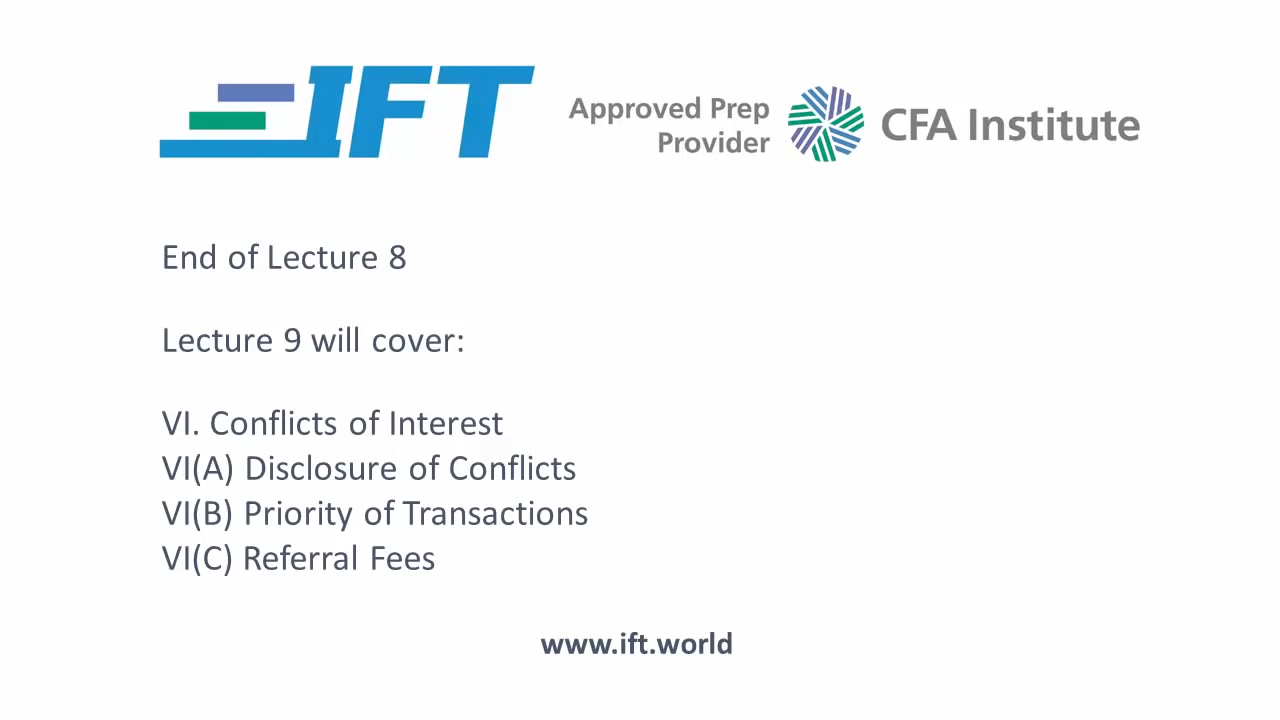 IFT
Approved Prep
Provider
CFA Institute
End of Lecture 8
Lecture 9 will cover:
VI. Conflicts of Interest
VI(A) Disclosure of Conflicts
VI(B) Priority of Transactions
VI(C) Referral Fees
www.ift.world